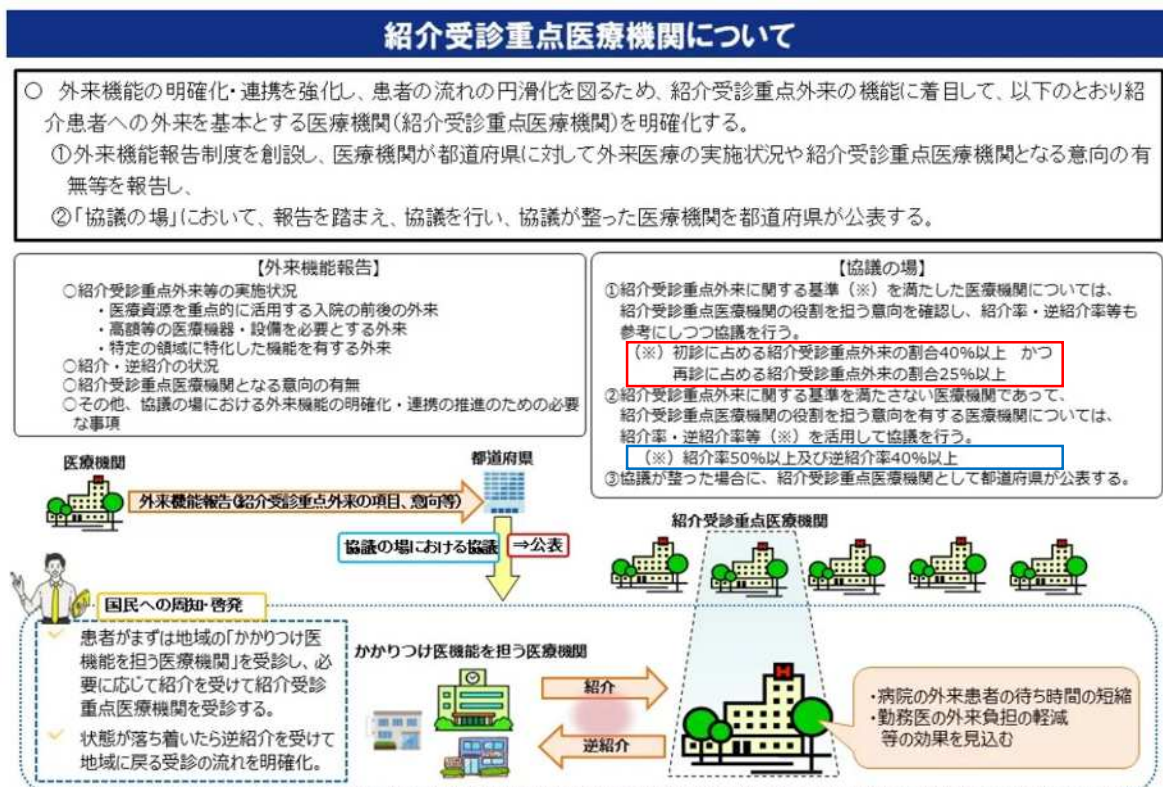 紹介受診重点医療機関について
○ 外来機能の明確化・連携を強化し、患者の流れの円滑化を図るため、紹介受診重点外来の機能に着目して、以下のとおり紹
介患者への外来を基本とする医療機関(紹介受診重点医療機関)を明確化する。
①外来機能報告制度を創設し、医療機関が都道府県に対して外来医療の実施状況や紹介受診重点医療機関となる意向の有
無等を報告し、
②「協議の場」において、報告を踏まえ、協議を行い、協議が整った医療機関を都道府県が公表する。
【外来機能報告】
○紹介受診重点外来等の実施状況
・医療資源を重点的に活用する入院の前後の外来
・高額等の医療機器・設備を必要とする外来
・特定の領域に特化した機能を有する外来
○紹介・逆紹介の状況
○紹介受診重点医療機関となる意向の有無
○その他、協議の場における外来機能の明確化・連携の推進のための必要
な事項
【協議の場】
①紹介受診重点外来に関する基準(※)を満たした医療機関については、
紹介受診重点医療機関の役割を担う意向を確認し、紹介率・逆紹介率等も
参考にしつつ協議を行う。
(※)初診に占める紹介受診重点外来の割合40%以上 かつ
再診に占める紹介受診重点外来の割合25%以上
②紹介受診重点外来に関する基準を満たさない医療機関であって、
紹介受診重点医療機関の役割を担う意向を有する医療機関については、
紹介率・逆紹介率等(※)を活用して協議を行う。
(※)紹介率50%以上及び逆紹介率40%以上
③協議が整った場合に、紹介受診重点医療機関として都道府県が公表する。
医療機関
都道府県
外来機能報告(紹介受診重点外来の項目、意向等)
協議の場における協議
⇒公表
紹介受診重点医療機関
国民への周知・啓発
患者がまずは地域の「かかりつけ医
機能を担う医療機関」を受診し、必
要に応じて紹介を受けて紹介受診
重点医療機関を受診する。
状態が落ち着いたら逆紹介を受けて
地域に戻る受診の流れを明確化。
かかりつけ医機能を担う医療機関
紹介
逆紹介
・病院の外来患者の待ち時間の短縮
・勤務医の外来負担の軽減
等の効果を見込む